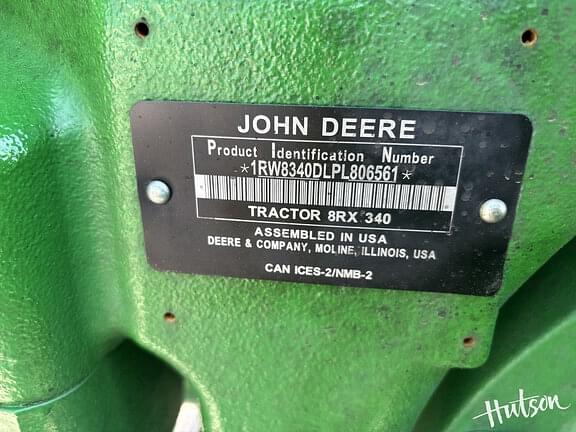 JOHN DEERE
Product Identification Number
*1RW8340DLPL806561*
TRACTOR 8RX 340
ASSEMBLED IN USA
DEERE & COMPANY, MOLINE, ILLINOIS, USA
CAN ICES-2/NMB-2
Hutson